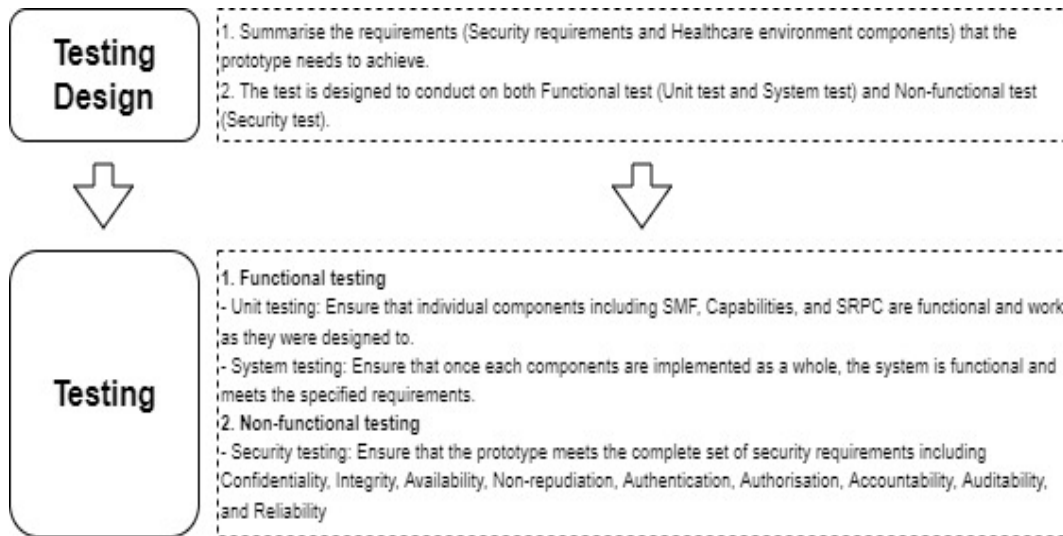 Testing
Design
1. Summarise the requirements (Security requirements and Healthcare environment components) that the
prototype needs to achieve.
2. The test is designed to conduct on both Functional test (Unit test and System test) and Non-functional test
(Security test).
Testing
1. Functional testing
- Unit testing: Ensure that individual components including SMF, Capabilities, and SRPC are functional and work
as they were designed to.
- System testing: Ensure that once each components are implemented as a whole, the system is functional and
meets the specified requirements.
2. Non-functional testing
- Security testing: Ensure that the prototype meets the complete set of security requirements including
Confidentiality, Integrity, Availability, Non-repudiation, Authentication, Authorisation, Accountability, Auditability,
and Reliability